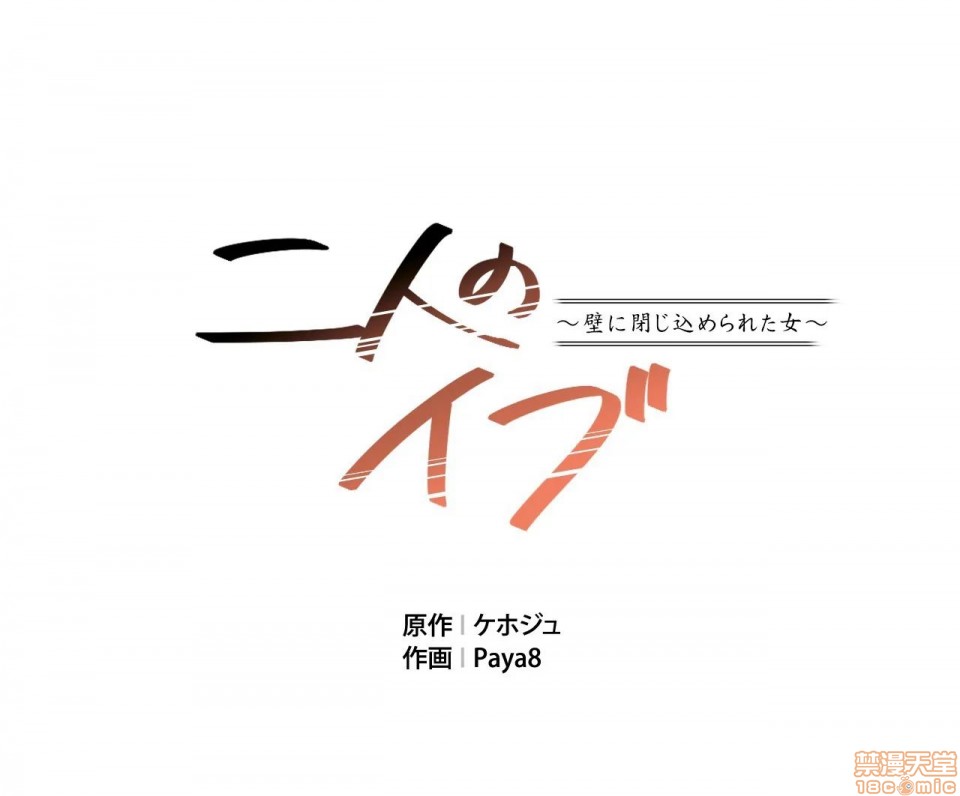 二人の
～壁に閉じ込められた女～
イブ
原作 | ケホジュ
作画 | Paya8
禁漫天堂
18comic